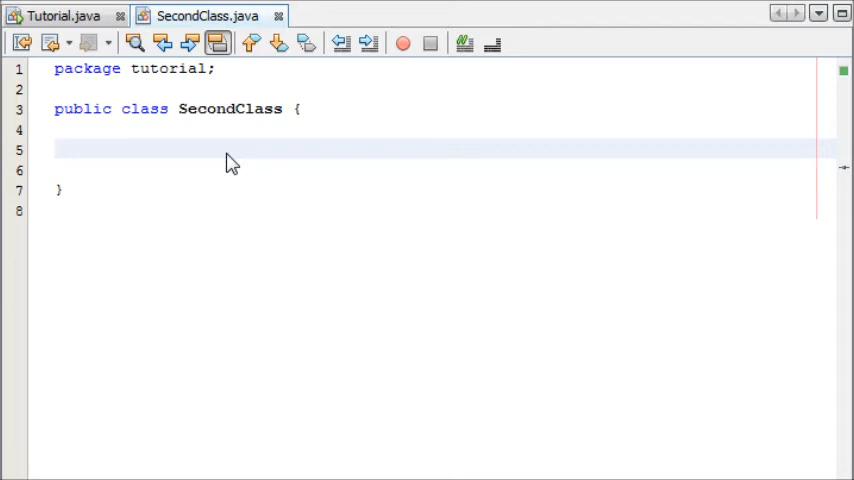 Tutorial.java SecondClass.java
1 package tutorial;
2
3 public class SecondClass {
4
5
6
7 }
8